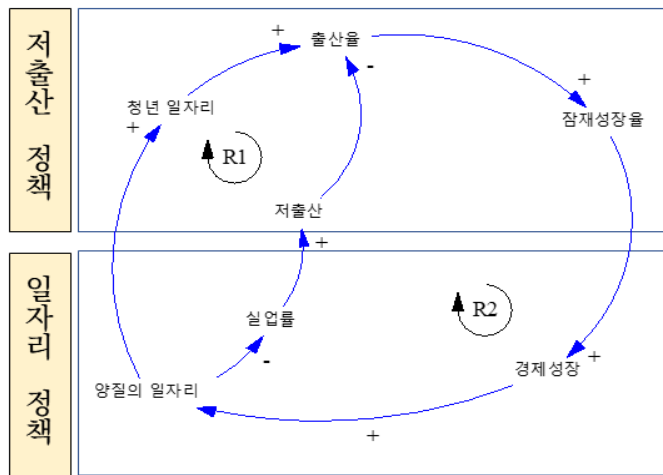 저출산 정책
+
출산율
-
+
청년 일자리
+
잠재성장율
R1
저출산
+
일자리 정책
실업률
R2
-
+
경제성장
양질의 일자리
+